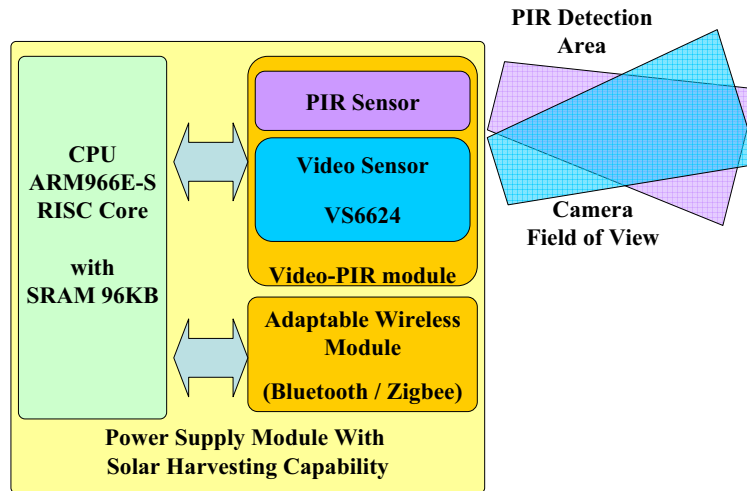 PIR Detection
Area
PIR Sensor
CPU
ARM966E-S
RISC Core
with
SRAM 96KB
Video Sensor
VS6624
Video-PIR module
Camera
Field of View
Adaptable Wireless
Module
(Bluetooth / Zigbee)
Power Supply Module With
Solar Harvesting Capability